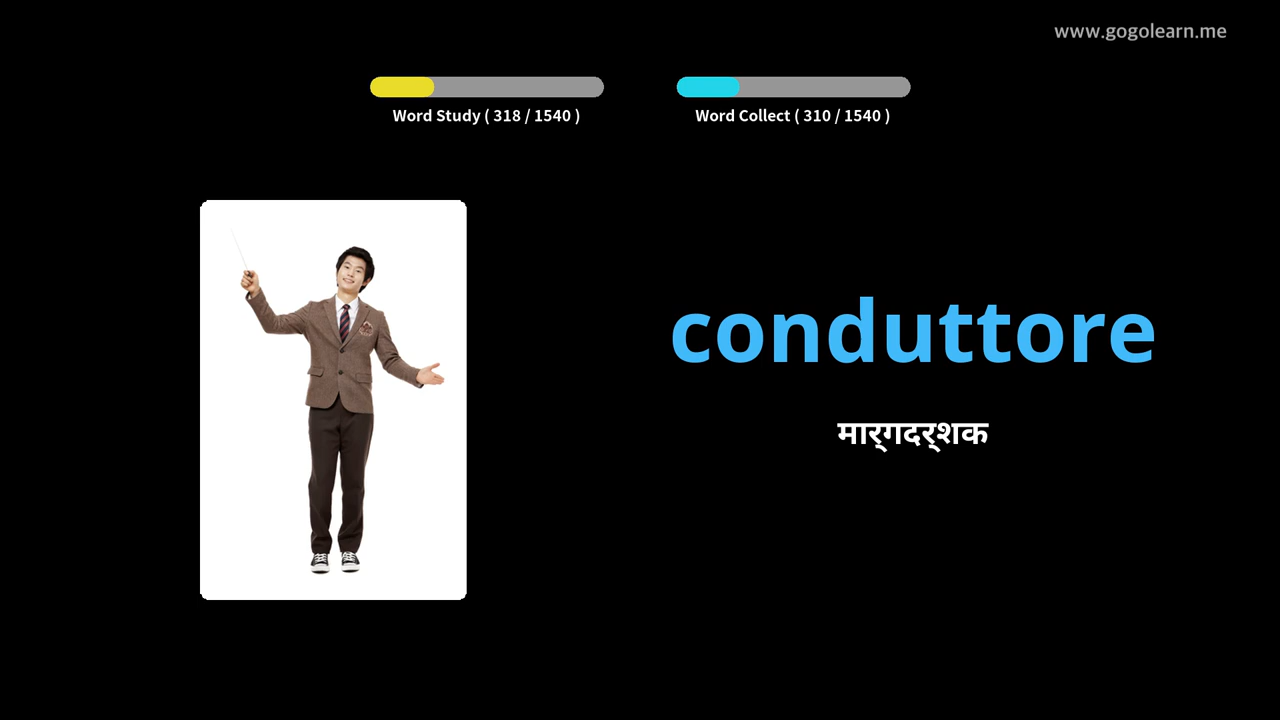 www.gogolearn.me
Word Study ( 318 / 1540 )
Word Collect ( 310 / 1540 )
conduttore
मार्गदर्शक